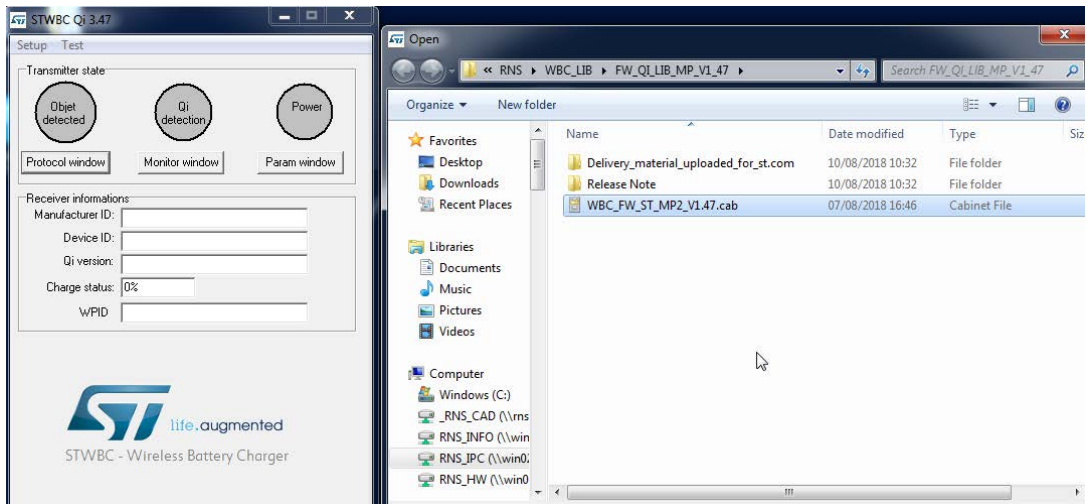 STWBC Qi 3.47
Setup Test
Transmitter state
Objet
detected
Qi
detection
Power
Protocol window
Monitor window
Param window
Receiver informations
Manufacturer ID:
Device ID:
Qi version:
Charge status: 0%
WPID
ST
life.augmented
STWBC - Wireless Battery Charger
Open
« RNS WBC_LIB FW_QI_LIB_MP_V1_47
Search FW_QI_LIB_MP_V1_47
Organize New folder
Favorites
Desktop
Downloads
Recent Places
Libraries
Documents
Music
Pictures
Videos
Computer
Windows (C:)
_RNS_CAD (\\rns
RNS_INFO (\\win
RNS_IPC (\\win02
RNS_HW (\\win0
Name Date modified Type Siz
Delivery_material_uploaded_for_st.com 10/08/2018 10:32 File folder
Release Note 10/08/2018 10:32 File folder
WBC_FW_ST_MP2_V1.47.cab 07/08/2018 16:46 Cabinet File